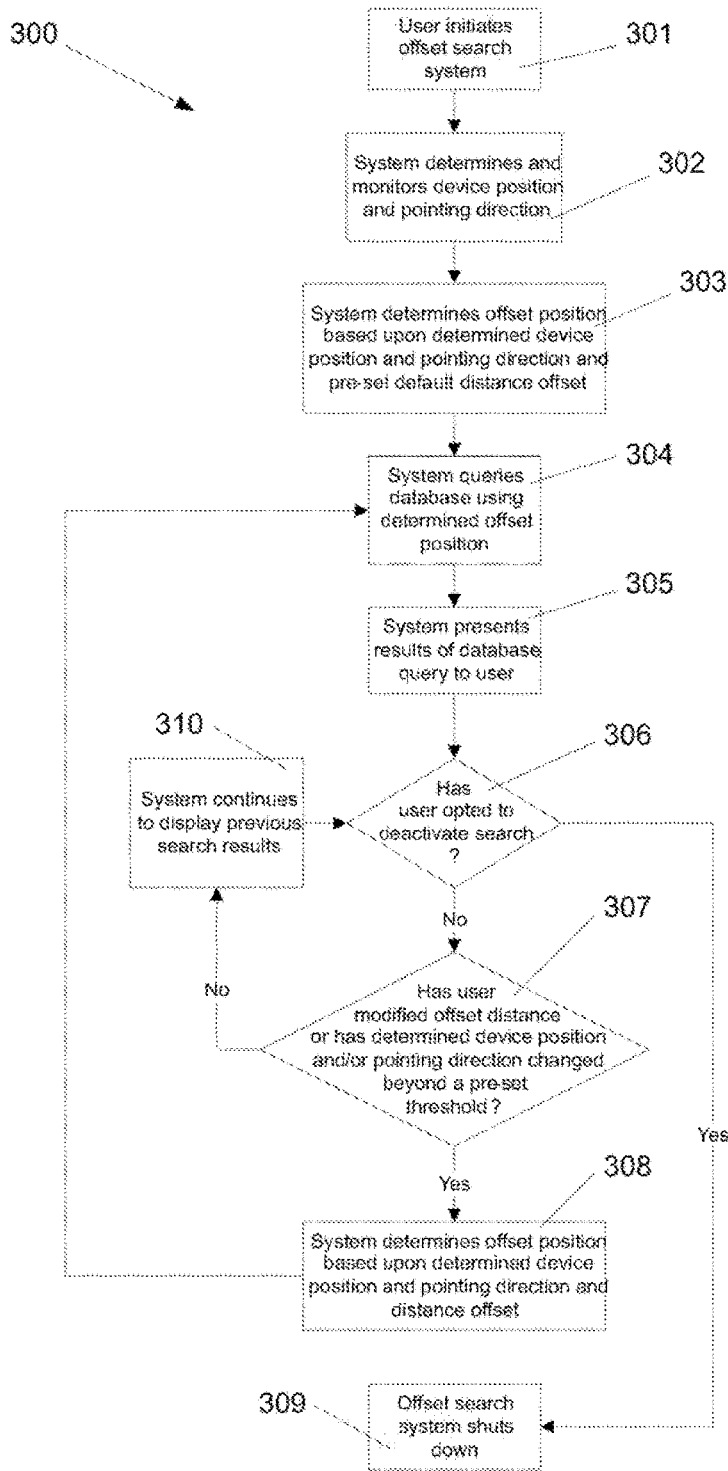 300
User initiates
offset search
system
301
System determines and
monitors device position
and pointing direction
302
System determines offset position
based upon determined device
position and pointing direction and
pre-set default distance offset
303
System queries
database using
determined offset
position
304
System presents
results of database
query to user
305
310
System continues
to display previous
search results
Has
user opted to
deactivate search
?
306
No
307
No
Has user
modified offset distance
or has determined device position
and/or pointing direction changed
beyond a pre-set
threshold?
Yes
Yes
308
System determines offset position
based upon determined device
position and pointing direction and
distance offset
309
Offset search
system shuts
down